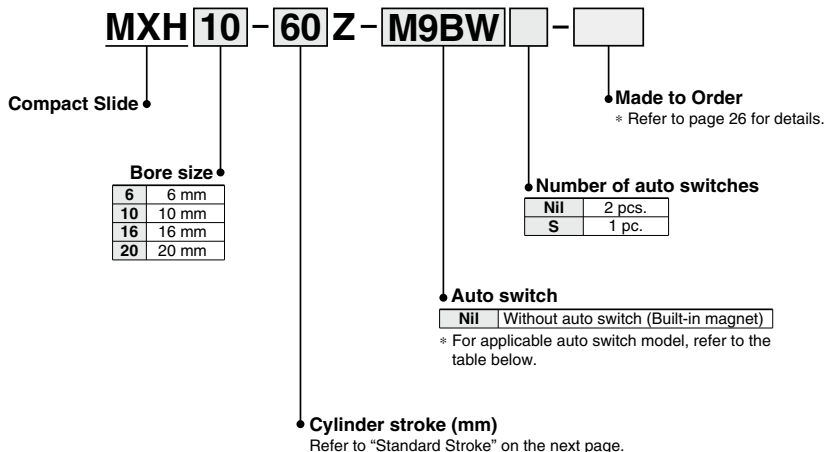 MXH 10 - 60 Z - M9BW -
Compact Slide
Made to Order
* Refer to page 26 for details.
Bore size
6 6 mm
10 10 mm
16 16 mm
20 20 mm
Number of auto switches
Nil 2 pcs.
S 1 pc.
Auto switch
Nil Without auto switch (Built-in magnet)
* For applicable auto switch model, refer to the
table below.
Cylinder stroke (mm)
Refer to “Standard Stroke” on the next page.